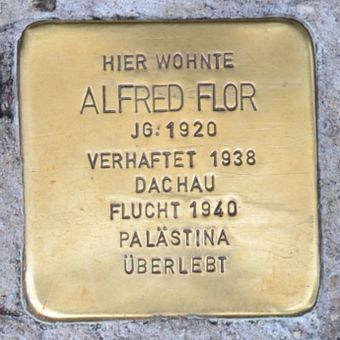 HIER WOHNTE
ALFRED FLOR
JG. 1920
VERHAFTET 1938
DACHAU
FLUCHT 1940
PALÄSTINA
ÜBERLEBT